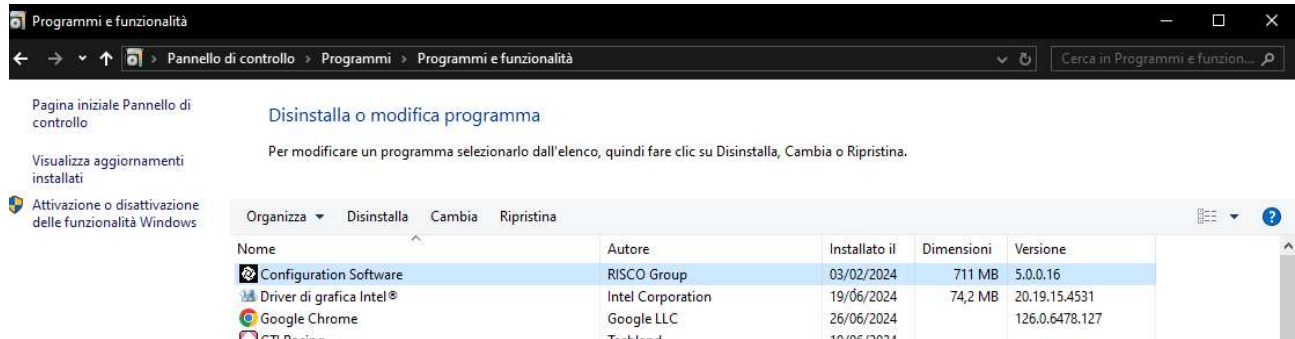 Programmi e funzionalità
Pannello di controllo > Programmi > Programmi e funzionalità
Cerca in Programmi e funzion...
Pagina iniziale Pannello di
controllo
Visualizza aggiornamenti
installati
Attivazione o disattivazione
delle funzionalità Windows
Disinstalla o modifica programma
Per modificare un programma selezionarlo dall'elenco, quindi fare clic su Disinstalla, Cambia o Ripristina.
Organizza Disinstalla Cambia Ripristina
Nome Autore Installato il Dimensioni Versione
Configuration Software RISCO Group 03/02/2024 711 MB 5.0.0.16
Driver di grafica Intel® Intel Corporation 19/06/2024 74,2 MB 20.19.15.4531
Google Chrome Google LLC 26/06/2024 126.0.6478.127